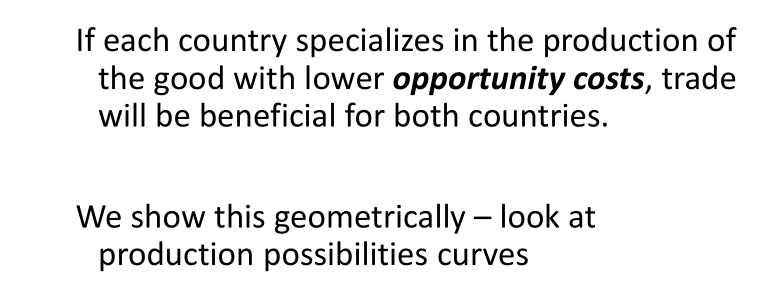 If each country specializes in the production of
the good with lower opportunity costs, trade
will be beneficial for both countries.
We show this geometrically – look at
production possibilities curves